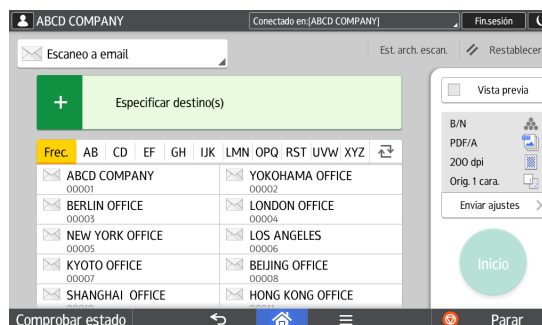 ABCD COMPANY
Conectado en:[ABCD COMPANY]
Fin.sesión
Escaneo a email
Est. arch. escan.
Restablecer
+
Especificar destino(s)
Vista previa
B/N
PDF/A
200 dpi
Orig. 1 cara.
Enviar ajustes
Inicio
Frec. AB CD EF GH IJK LMN OPQ RST UVW XYZ
ABCD COMPANY
00001
YOKOHAMA OFFICE
00002
BERLIN OFFICE
00003
LONDON OFFICE
00004
NEW YORK OFFICE
00005
LOS ANGELES
00006
KYOTO OFFICE
00007
BEIJING OFFICE
00008
SHANGHAI OFFICE
HONG KONG OFFICE
Comprobar estado
Parar